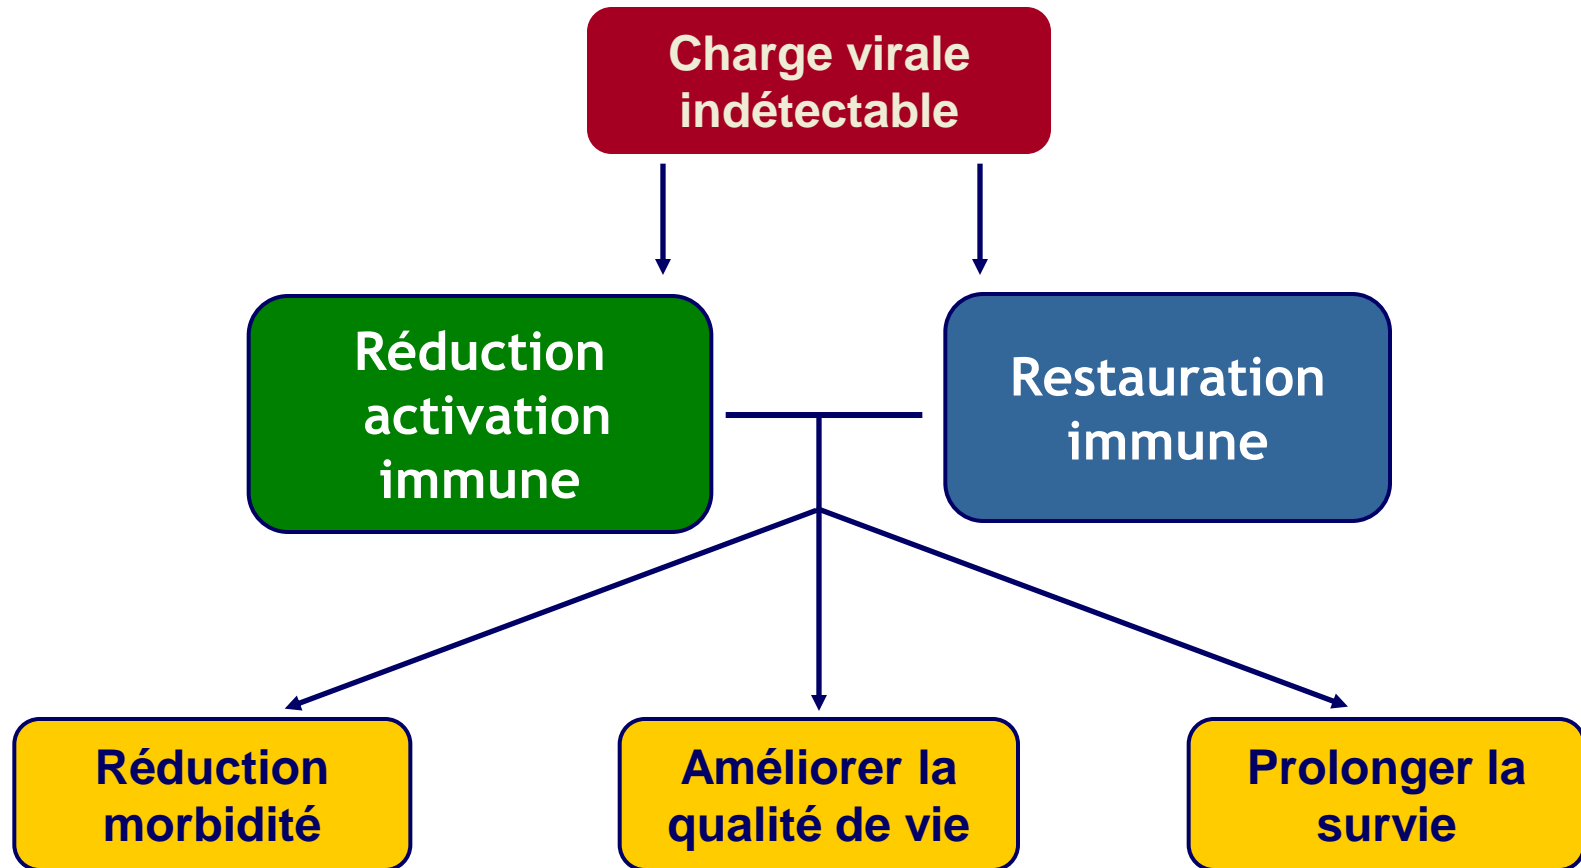 Charge virale
indétectable
Réduction
activation
immune
Restauration
immune
Réduction
morbidité
Améliorer la
qualité de vie
Prolonger la
survie